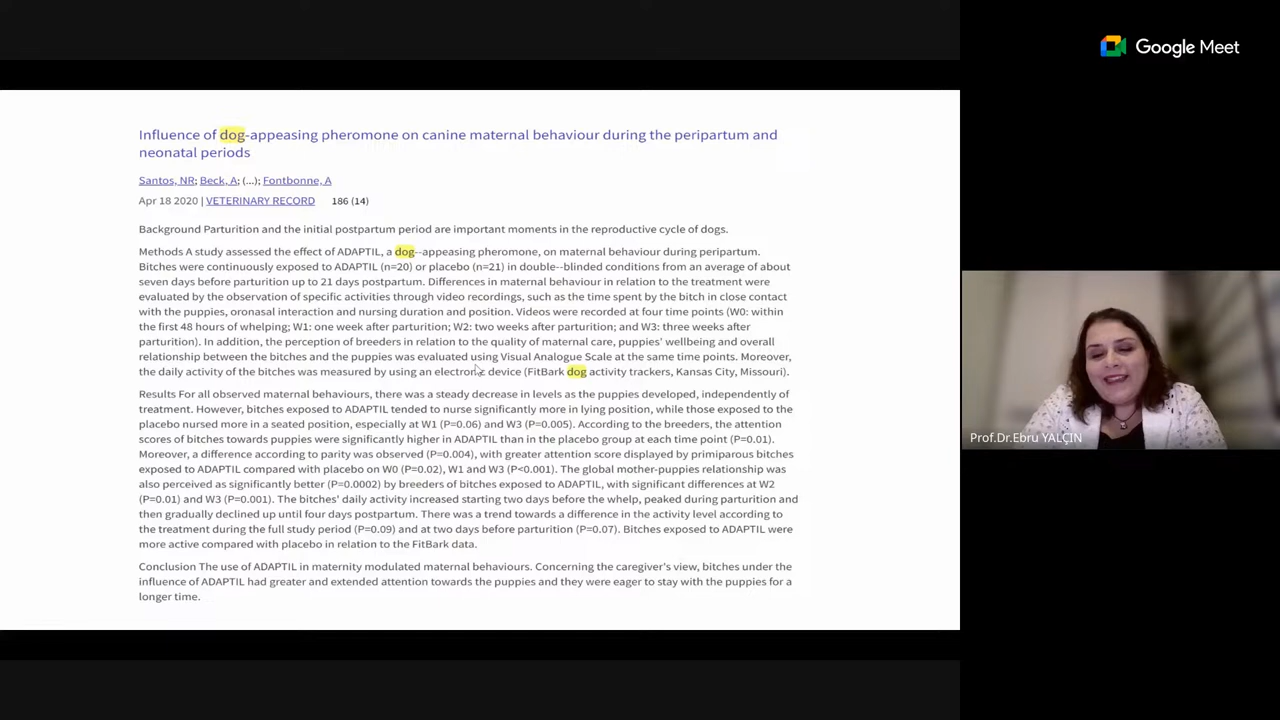 Google Meet
Influence of dog-appeasing pheromone on canine maternal behaviour during the peripartum and
neonatal periods
Santos, NR; Beck, A; (...); Fontbonne, A
Apr 18 2020 | VETERINARY RECORD 186 (14)
Background Parturition and the initial postpartum period are important moments in the reproductive cycle of dogs.
Methods A study assessed the effect of ADAPTIL, a dog--appeasing pheromone, on maternal behaviour during peripartum.
Bitches were continuously exposed to ADAPTIL (n=20) or placebo (n=21) in double--blinded conditions from an average of about
seven days before parturition up to 21 days postpartum. Differences in maternal behaviour in relation to the treatment were
evaluated by the observation of specific activities through video recordings, such as the time spent by the bitch in close contact
with the puppies, oronasal interaction and nursing duration and position. Videos were recorded at four time points (W0: within
the first 48 hours of whelping; W1: one week after parturition; W2: two weeks after parturition; and W3: three weeks after
parturition). In addition, the perception of breeders in relation to the quality of maternal care, puppies' wellbeing and overall
relationship between the bitches and the puppies was evaluated using Visual Analogue Scale at the same time points. Moreover,
the daily activity of the bitches was measured by using an electronic device (FitBark dog activity trackers, Kansas City, Missouri).
Results For all observed maternal behaviours, there was a steady decrease in levels as the puppies developed, independently of
treatment. However, bitches exposed to ADAPTIL tended to nurse significantly more in lying position, while those exposed to the
placebo nursed more in a seated position, especially at W1 (P=0.06) and W3 (P=0.005). According to the breeders, the attention
scores of bitches towards puppies were significantly higher in ADAPTIL than in the placebo group at each time point (P=0.01).
Moreover, a difference according to parity was observed (P=0.004), with greater attention score displayed by primiparous bitches
exposed to ADAPTIL compared with placebo on W0 (P=0.02), W1 and W3 (P<0.001). The global mother-puppies relationship was
also perceived as significantly better (P=0.0002) by breeders of bitches exposed to ADAPTIL, with significant differences at W2
(P=0.01) and W3 (P=0.001). The bitches' daily activity increased starting two days before the whelp, peaked during parturition and
then gradually declined up until four days postpartum. There was a trend towards a difference in the activity level according to
the treatment during the full study period (P=0.09) and at two days before parturition (P=0.07). Bitches exposed to ADAPTIL were
more active compared with placebo in relation to the FitBark data.
Conclusion The use of ADAPTIL in maternity modulated maternal behaviours. Concerning the caregiver's view, bitches under the
influence of ADAPTIL had greater and extended attention towards the puppies and they were eager to stay with the puppies for a
longer time.
Prof.Dr.Ebru YALÇIN